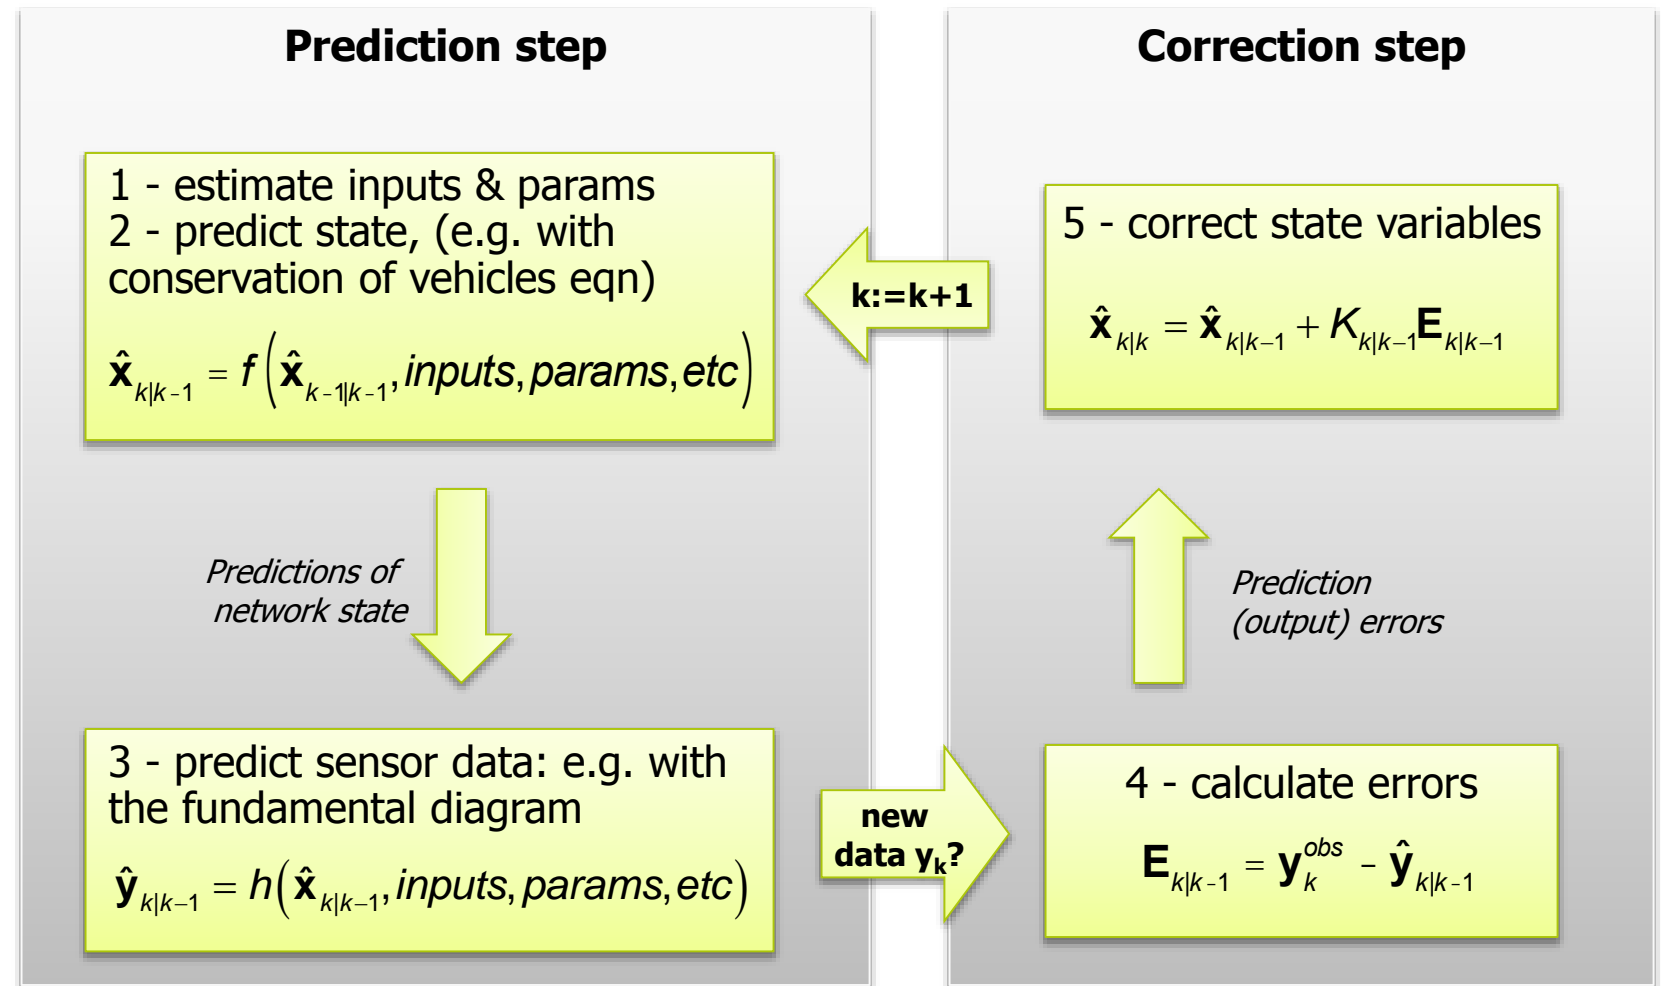 Prediction step
1 - estimate inputs & params
2 - predict state, (e.g. with
conservation of vehicles eqn)
x̂ₖ|ₖ₋₁ = f(x̂ₖ₋₁|ₖ₋₁, inputs, params, etc)
Predictions of
network state
3 - predict sensor data: e.g. with
the fundamental diagram
ŷₖ|ₖ₋₁ = h(x̂ₖ|ₖ₋₁, inputs, params, etc)
new
data yₖ?
Correction step
4 - calculate errors
Eₖ|ₖ₋₁ = yₖᵒᵇˢ - ŷₖ|ₖ₋₁
Prediction
(output) errors
5 - correct state variables
x̂ₖ|ₖ = x̂ₖ|ₖ₋₁ + Kₖ|ₖ₋₁Eₖ|ₖ₋₁
k:=k+1